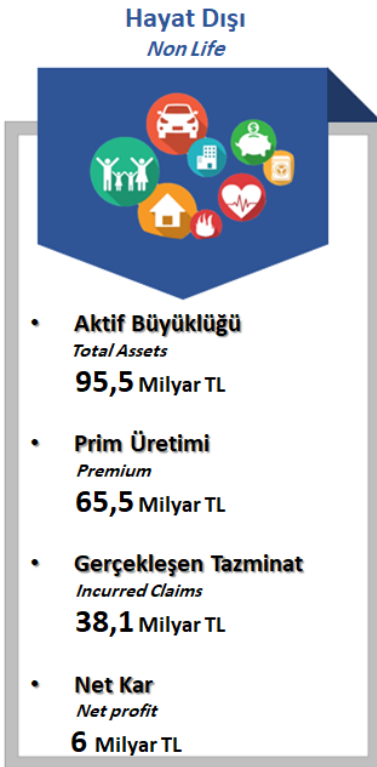 Hayat Dışı
Non Life
$
• Aktif Büyüklüğü
Total Assets
95,5 Milyar TL
• Prim Üretimi
Premium
65,5 Milyar TL
• Gerçekleşen Tazminat
Incurred Claims
38,1 Milyar TL
• Net Kar
Net profit
6 Milyar TL